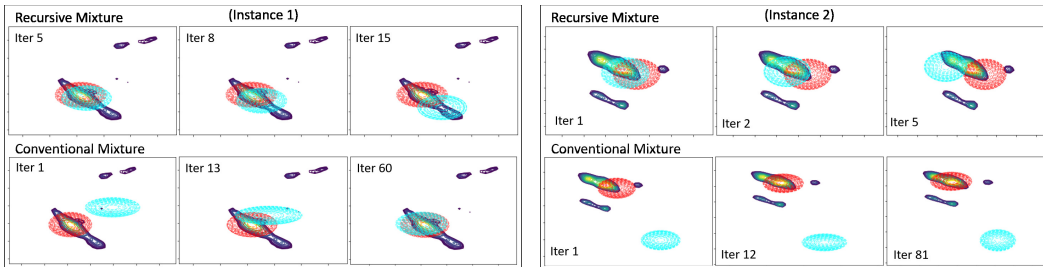 Recursive Mixture (Instance 1)
Iter 5 Iter 8 Iter 15
Conventional Mixture
Iter 1 Iter 13 Iter 60
Recursive Mixture (Instance 2)
Iter 1 Iter 2 Iter 5
Conventional Mixture
Iter 1 Iter 12 Iter 81